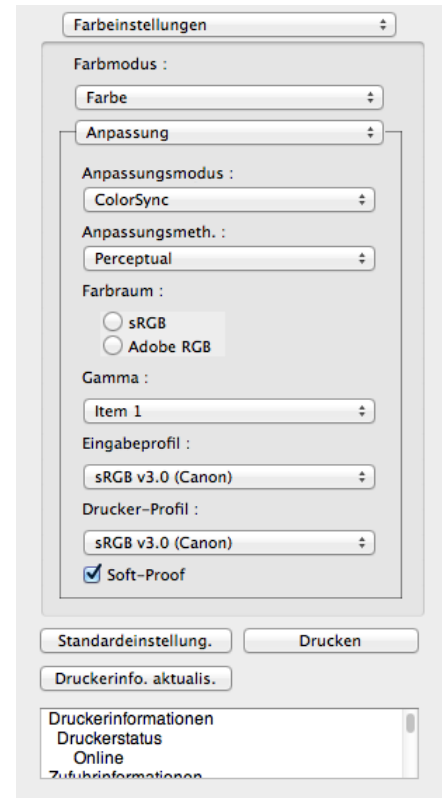 Farbeinstellungen
Farbmodus :
Farbe
Anpassung
Anpassungsmodus :
ColorSync
Anpassungsmeth. :
Perceptual
Farbraum :
sRGB
Adobe RGB
Gamma :
Item 1
Eingabeprofil :
sRGB v3.0 (Canon)
Drucker-Profil :
sRGB v3.0 (Canon)
Soft-Proof
Standardeinstellung. Drucken
Druckerinfo. aktualis.
Druckerinformationen
Druckerstatus
Online
Zufuhrinformationen